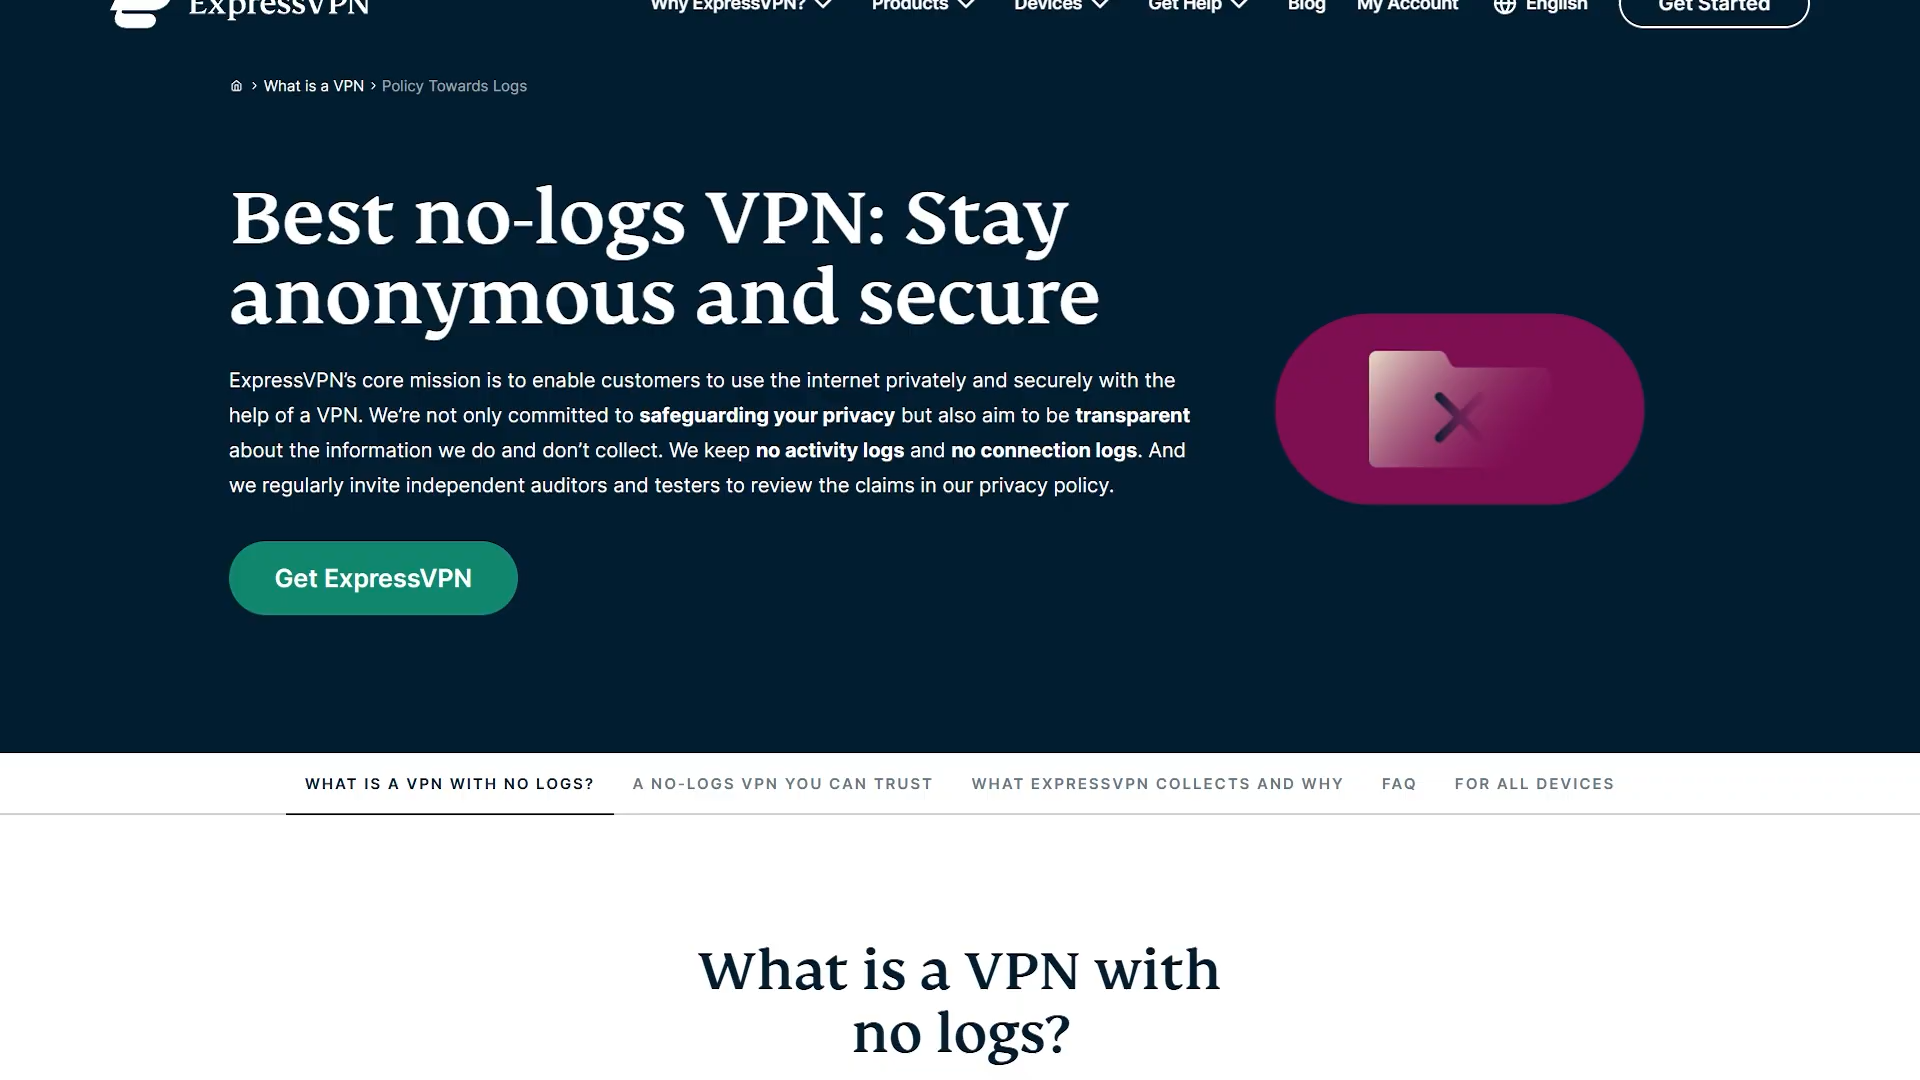 ExpressVPN
Why ExpressVPN? Products Devices Get Help Blog My Account English Get Started
What is a VPN › Policy Towards Logs
Best no-logs VPN: Stay
anonymous and secure
ExpressVPN’s core mission is to enable customers to use the internet privately and securely with the
help of a VPN. We’re not only committed to safeguarding your privacy but also aim to be transparent
about the information we do and don’t collect. We keep no activity logs and no connection logs. And
we regularly invite independent auditors and testers to review the claims in our privacy policy.
Get ExpressVPN
WHAT IS A VPN WITH NO LOGS? A NO-LOGS VPN YOU CAN TRUST WHAT EXPRESSVPN COLLECTS AND WHY FAQ FOR ALL DEVICES
What is a VPN with
no logs?